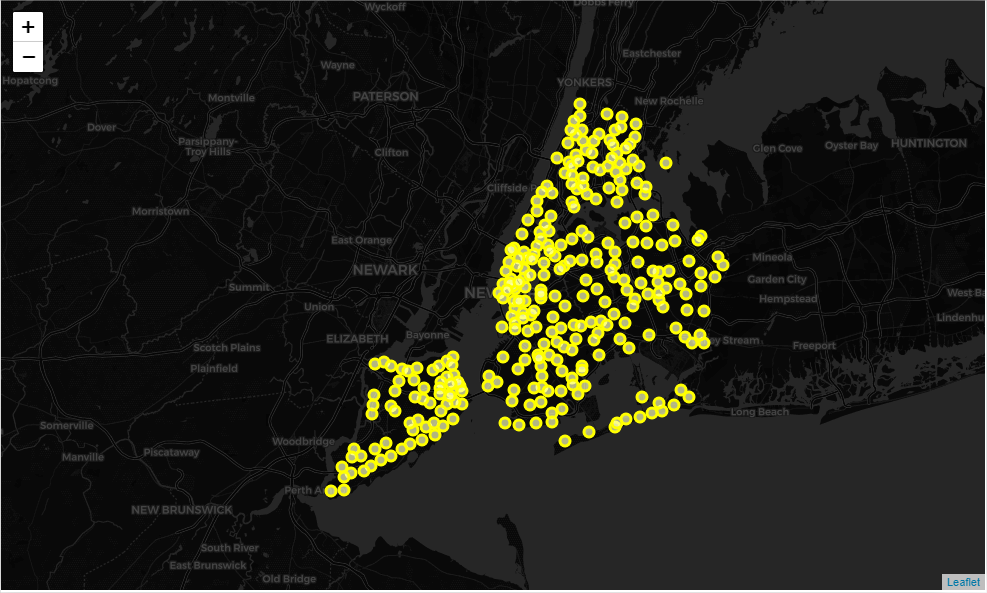 +
−
Wyckoff
Dobbs Ferry
Eastchester
Wayne
Hopatcong
YONKERS
Montville
PATERSON
New Rochelle
Dover
Parsippany-
Troy Hills
Clifton
Glen Cove
Oyster Bay
HUNTINGTON
Cliffside
Morristown
East Orange
NEWARK
Mineola
Garden City
Summit
Hempstead
West Ba
NEW
Union
Lindenhu
Bayonne
ELIZABETH
Scotch Plains
y Stream
Freeport
Plainfield
Long Beach
Somerville
Woodbridge
Piscataway
Manville
Perth A
NEW BRUNSWICK
South River
East Brunswick
Old Bridge
Leaflet